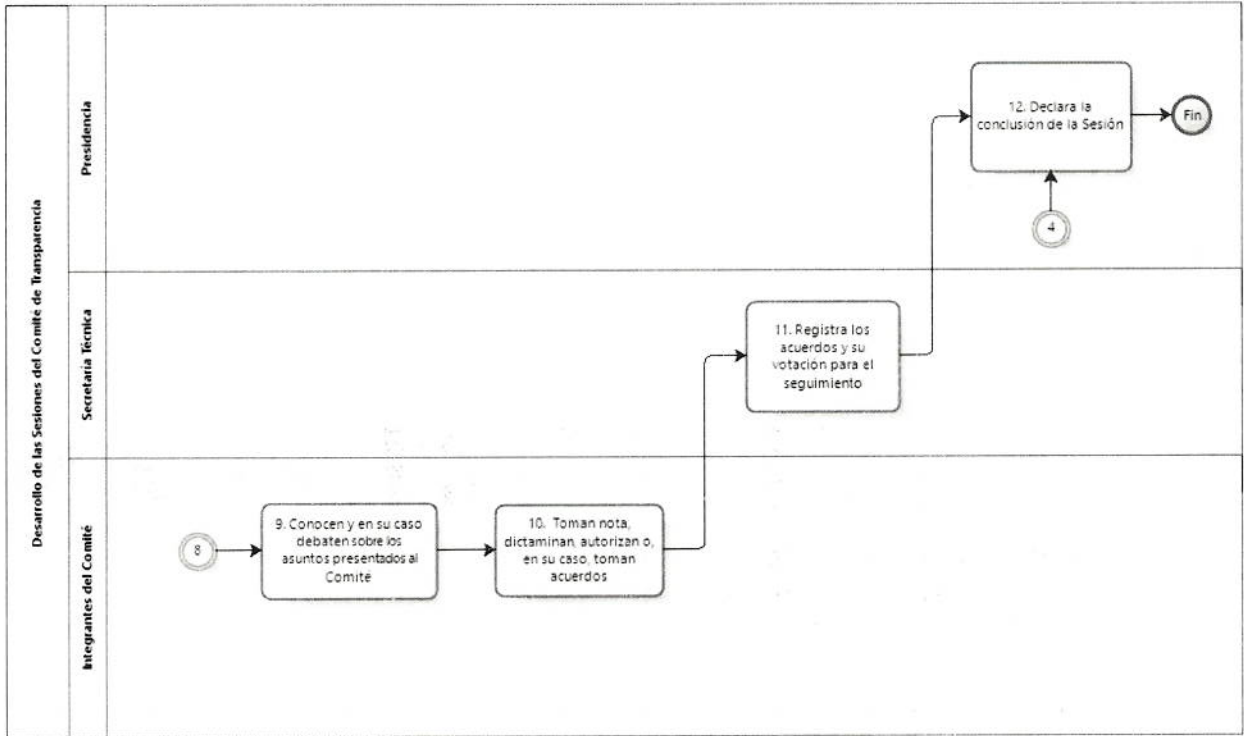 Desarrollo de las Sesiones del Comité de Transparencia
Presidencia
12. Declara la
conclusión de la Sesión
Fin
4
Secretaría Técnica
11. Registra los
acuerdos y su
votación para el
seguimiento
Integrantes del Comité
8
9. Conocen y en su caso
debaten sobre los
asuntos presentados al
Comité
10. Toman nota,
dictaminan, autorizan o,
en su caso, toman
acuerdos